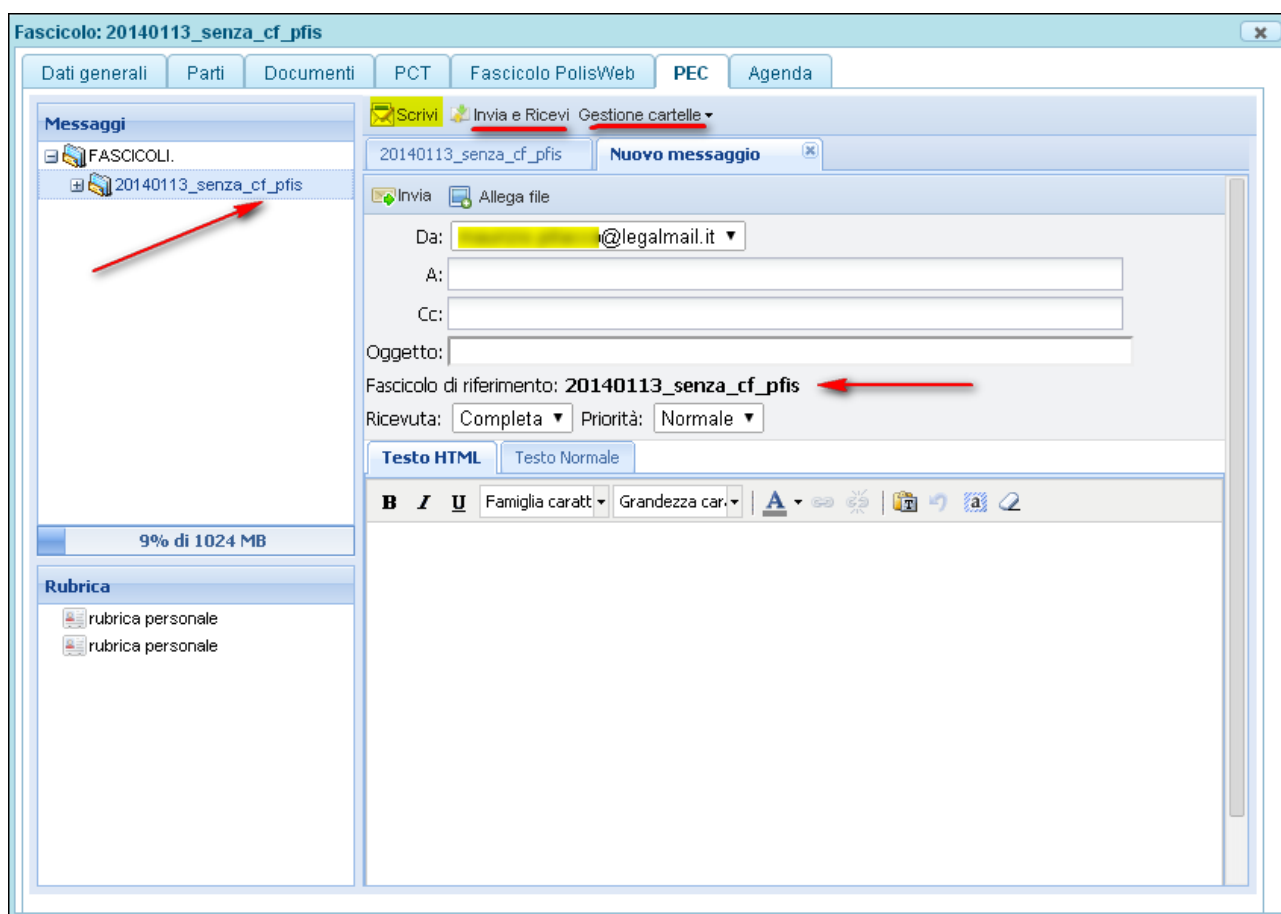 Fascicolo: 20140113_senza_cf_pfis
Dati generali Parti Documenti PCT Fascicolo PolisWeb PEC Agenda
Messaggi
FASCICOLI.
20140113_senza_cf_pfis
9% di 1024 MB
Rubrica
rubrica personale
rubrica personale
Scrivi Invia e Ricevi Gestione cartelle
20140113_senza_cf_pfis Nuovo messaggio
Invia Allega file
Da: @legalmail.it
A:
Cc:
Oggetto:
Fascicolo di riferimento: 20140113_senza_cf_pfis
Ricevuta: Completa Priorità: Normale
Testo HTML Testo Normale
B I U Famiglia caratt Grandezza car. A T a